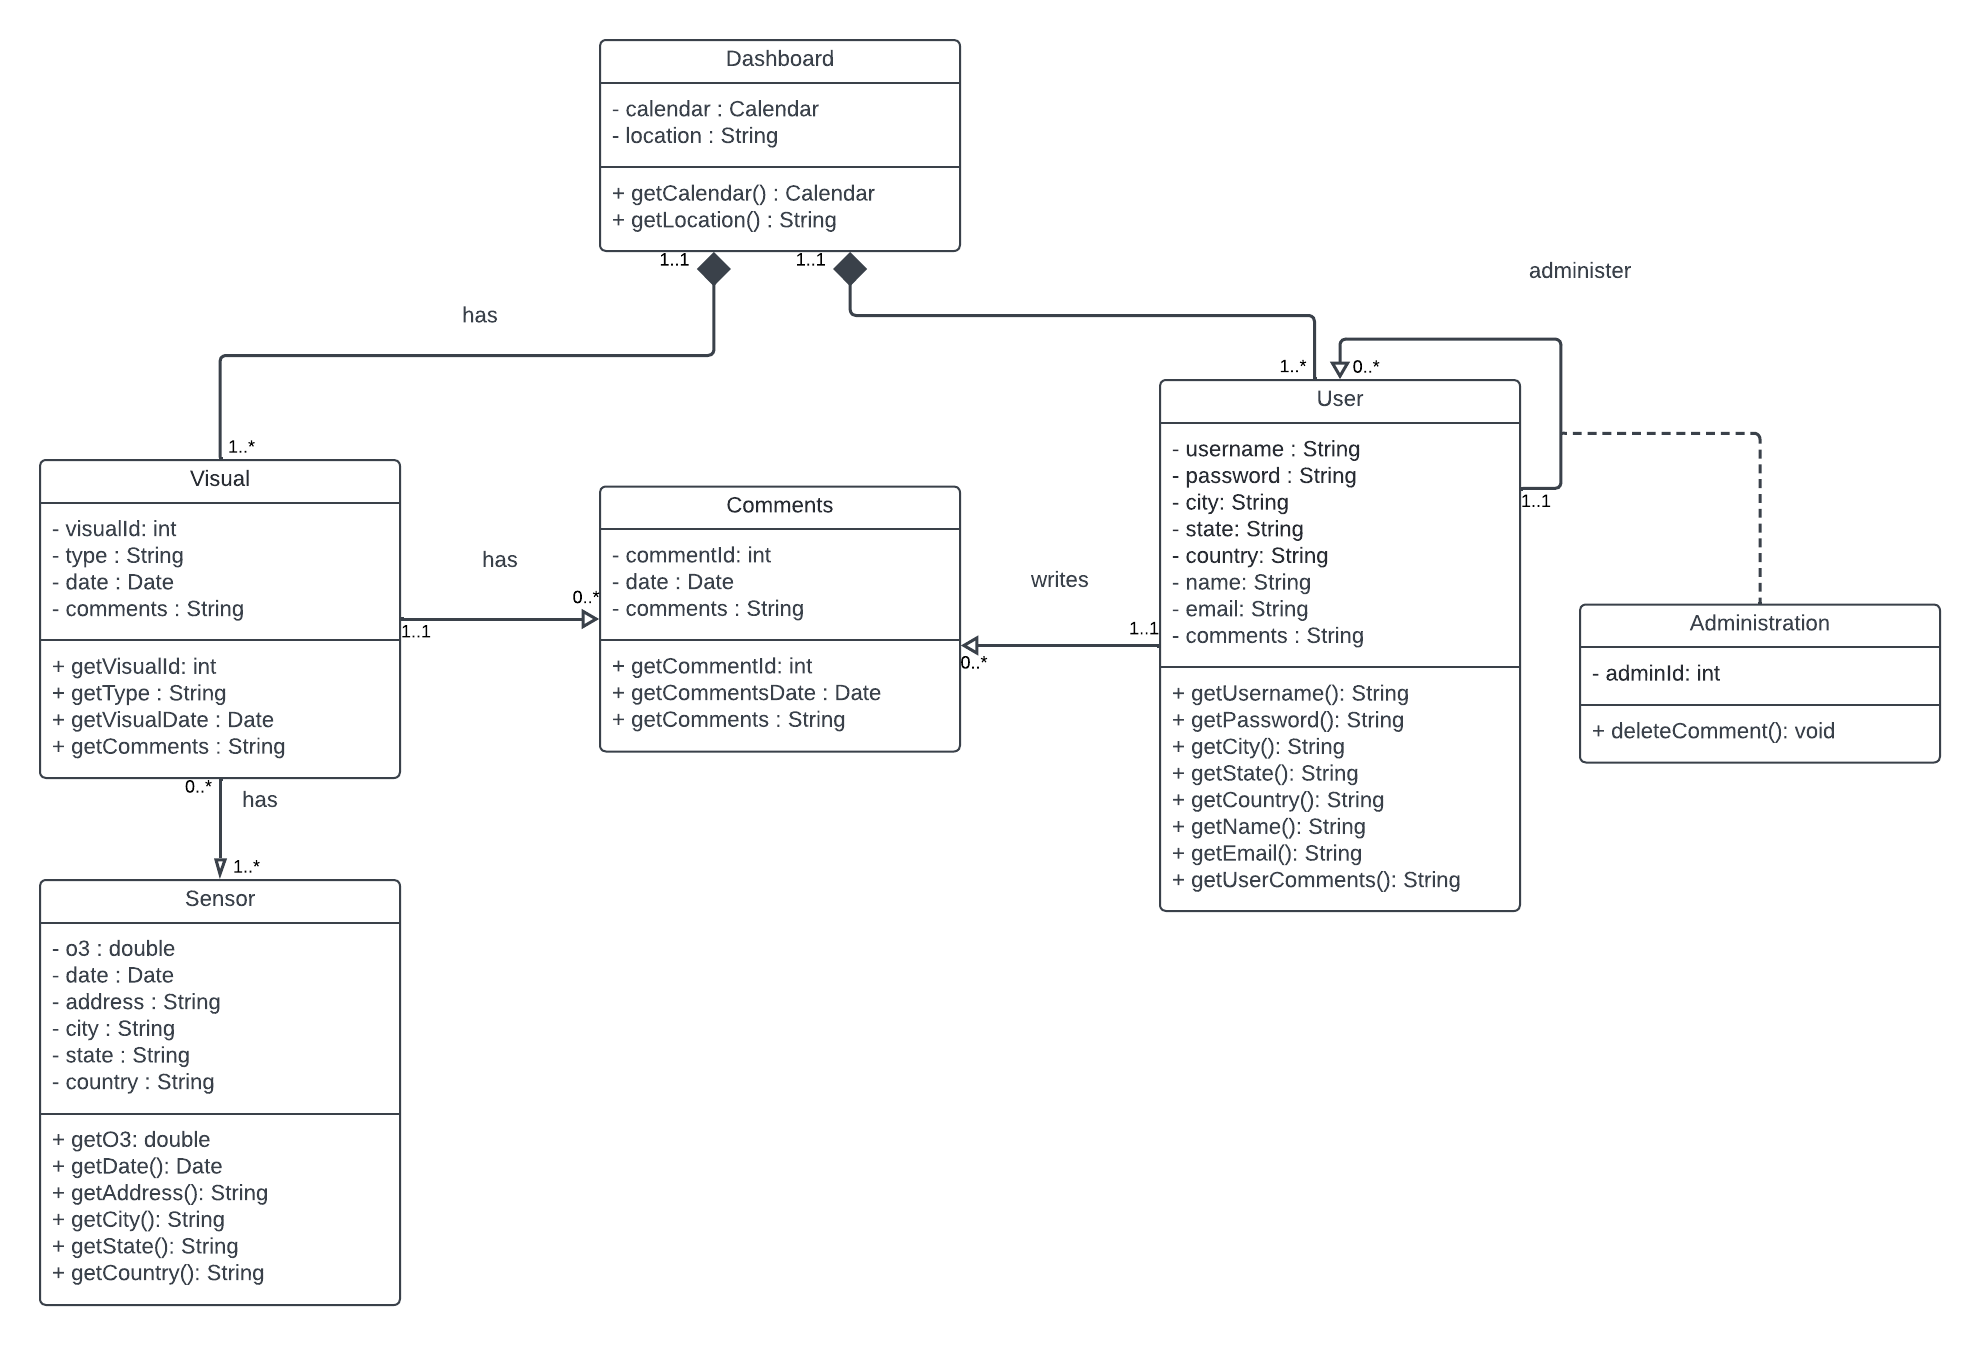 Dashboard
- calendar : Calendar
- location : String
+ getCalendar() : Calendar
+ getLocation() : String
1..1
1..1
has
administer
1..*
1..*
0..*
Visual
- visualId: int
- type : String
- date : Date
- comments : String
+ getVisualId: int
+ getType : String
+ getVisualDate : Date
+ getComments : String
has
0..*
1..1
Comments
- commentId: int
- date : Date
- comments : String
+ getCommentId: int
+ getCommentsDate : Date
+ getComments : String
writes
1..1
0..*
User
- username : String
- password : String
- city: String
- state: String
- country: String
- name: String
- email: String
- comments : String
+ getUsername(): String
+ getPassword(): String
+ getCity(): String
+ getState(): String
+ getCountry(): String
+ getName(): String
+ getEmail(): String
+ getUserComments(): String
1..1
Administration
- adminId: int
+ deleteComment(): void
0..*
has
1..*
Sensor
- o3 : double
- date : Date
- address : String
- city : String
- state : String
- country : String
+ getO3: double
+ getDate(): Date
+ getAddress(): String
+ getCity(): String
+ getState(): String
+ getCountry(): String